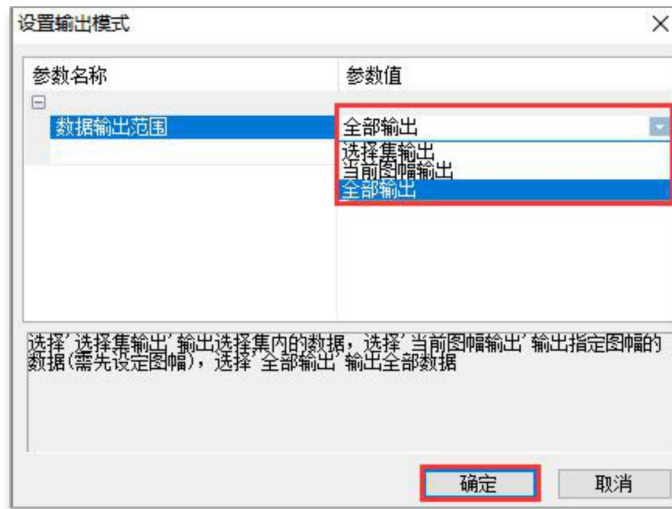 设置输出模式
参数名称 参数值
数据输出范围 全部输出
选择集输出
当前图幅输出
全部输出
选择'选择集输出'输出选择集内的数据，选择'当前图幅输出'输出指定图幅的
数据(需先设定图幅)，选择'全部输出'输出全部数据
确定 取消